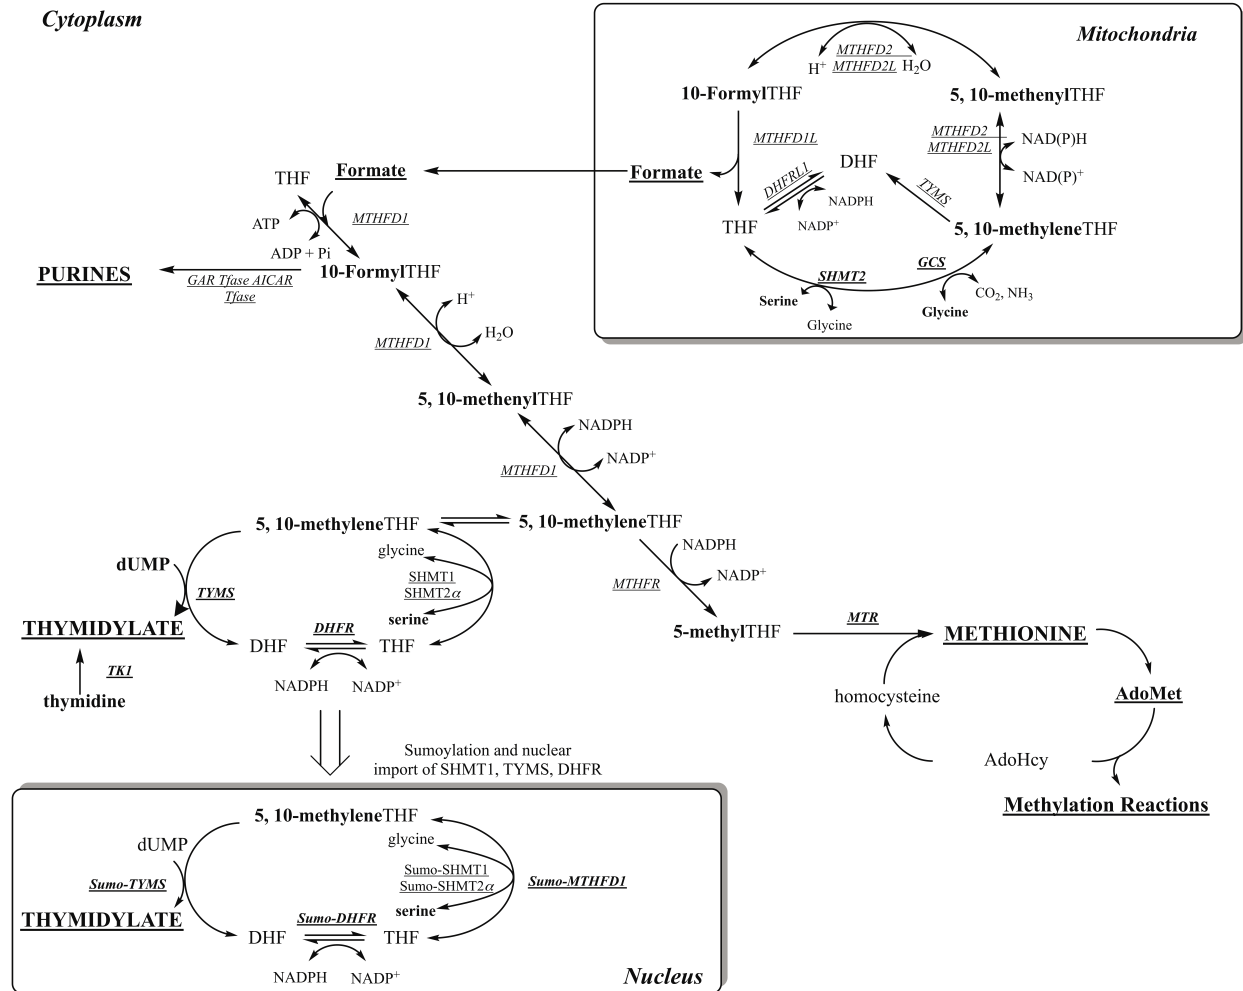 Cytoplasm
Mitochondria
MTHFD2
H⁺ MTHFD2L H₂O
10-FormylTHF
5, 10-methenylTHF
MTHFD1L
MTHFD2
MTHFD2L
NAD(P)H
NAD(P)⁺
DHF
DHFRL1
TYMS
NADPH
NADP⁺
Formate
Formate
THF
5, 10-methyleneTHF
SHMT2
GCS
Serine
Glycine
Glycine
CO₂, NH₃
THF
ATP
MTHFD1
ADP + Pi
PURINES
GAR Tfase AICAR
Tfase
10-FormylTHF
H⁺
H₂O
MTHFD1
5, 10-methenylTHF
NADPH
NADP⁺
MTHFD1
5, 10-methyleneTHF
5, 10-methyleneTHF
dUMP
TYMS
glycine
SHMT1
SHMT2α
serine
THYMIDYLATE
DHF
DHFR
THF
NADPH
NADP⁺
TK1
thymidine
NADPH
NADP⁺
MTHFR
5-methylTHF
MTR
METHIONINE
homocysteine
AdoMet
AdoHcy
Methylation Reactions
Sumoylation and nuclear
import of SHMT1, TYMS, DHFR
5, 10-methyleneTHF
dUMP
glycine
Sumo-TYMS
Sumo-SHMT1
Sumo-SHMT2α
Sumo-MTHFD1
serine
THYMIDYLATE
Sumo-DHFR
DHF
THF
NADPH
NADP⁺
Nucleus